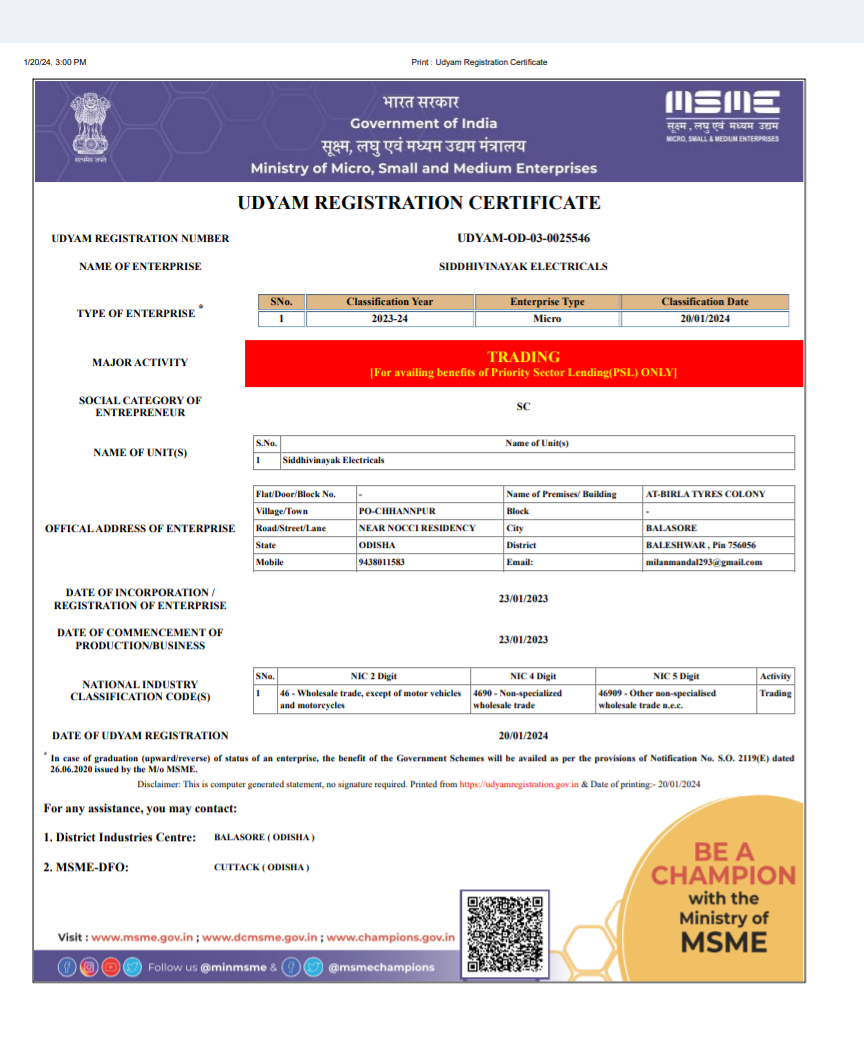 1/20/24, 3:00 PM
Print : Udyam Registration Certificate
भारत सरकार
Government of India
सूक्ष्म, लघु एवं मध्यम उद्यम मंत्रालय
Ministry of Micro, Small and Medium Enterprises
सत्यमेव जयते
MSME
सूक्ष्म, लघु एवं मध्यम उद्यम
MICRO, SMALL & MEDIUM ENTERPRISES
UDYAM REGISTRATION CERTIFICATE
UDYAM REGISTRATION NUMBER UDYAM-OD-03-0025546
NAME OF ENTERPRISE SIDDHIVINAYAK ELECTRICALS
TYPE OF ENTERPRISE *
SNo. Classification Year Enterprise Type Classification Date
1 2023-24 Micro 20/01/2024
MAJOR ACTIVITY
TRADING
[For availing benefits of Priority Sector Lending(PSL) ONLY]
SOCIAL CATEGORY OF
ENTREPRENEUR
SC
NAME OF UNIT(S)
S.No. Name of Unit(s)
1 Siddhivinayak Electricals
OFFICAL ADDRESS OF ENTERPRISE
Flat/Door/Block No. - Name of Premises/ Building AT-BIRLA TYRES COLONY
Village/Town PO-CHHANNPUR Block -
Road/Street/Lane NEAR NOCCI RESIDENCY City BALASORE
State ODISHA District BALESHWAR , Pin 756056
Mobile 9438011583 Email: milanmandal293@gmail.com
DATE OF INCORPORATION /
REGISTRATION OF ENTERPRISE
23/01/2023
DATE OF COMMENCEMENT OF
PRODUCTION/BUSINESS
23/01/2023
NATIONAL INDUSTRY
CLASSIFICATION CODE(S)
SNo. NIC 2 Digit NIC 4 Digit NIC 5 Digit Activity
1 46 - Wholesale trade, except of motor vehicles 4690 - Non-specialized 46909 - Other non-specialised Trading
and motorcycles wholesale trade wholesale trade n.e.c.
DATE OF UDYAM REGISTRATION 20/01/2024
* In case of graduation (upward/reverse) of status of an enterprise, the benefit of the Government Schemes will be availed as per the provisions of Notification No. S.O. 2119(E) dated
26.06.2020 issued by the M/o MSME.
Disclaimer: This is computer generated statement, no signature required. Printed from https://udyamregistration.gov.in & Date of printing:- 20/01/2024
For any assistance, you may contact:
1. District Industries Centre: BALASORE ( ODISHA )
2. MSME-DFO: CUTTACK ( ODISHA )
BE A
CHAMPION
with the
Ministry of
MSME
Visit : www.msme.gov.in ; www.dcmsme.gov.in ; www.champions.gov.in
Follow us @minmsme & @msmechampions